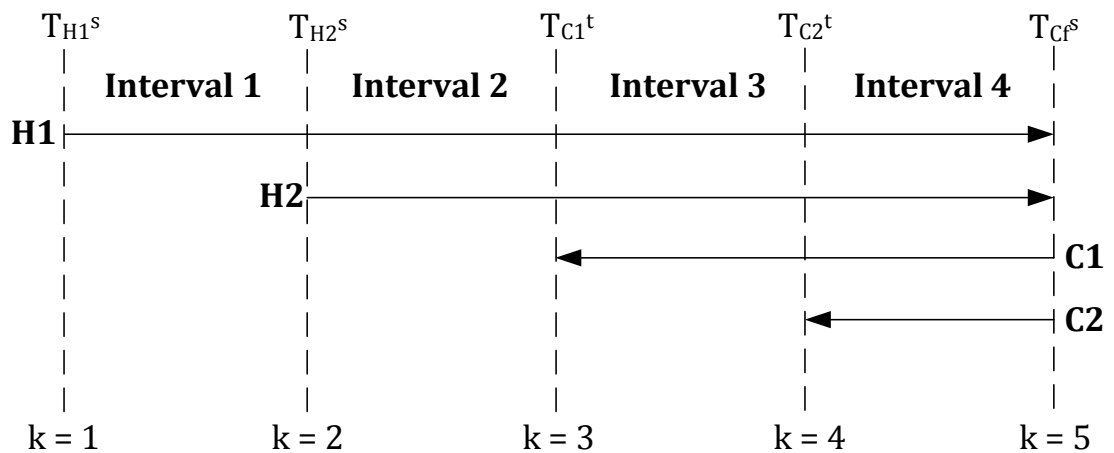 T_H1^s T_H2^s T_C1^t T_C2^t T_Cf^s
Interval 1 Interval 2 Interval 3 Interval 4
H1
H2
C1
C2
k = 1 k = 2 k = 3 k = 4 k = 5